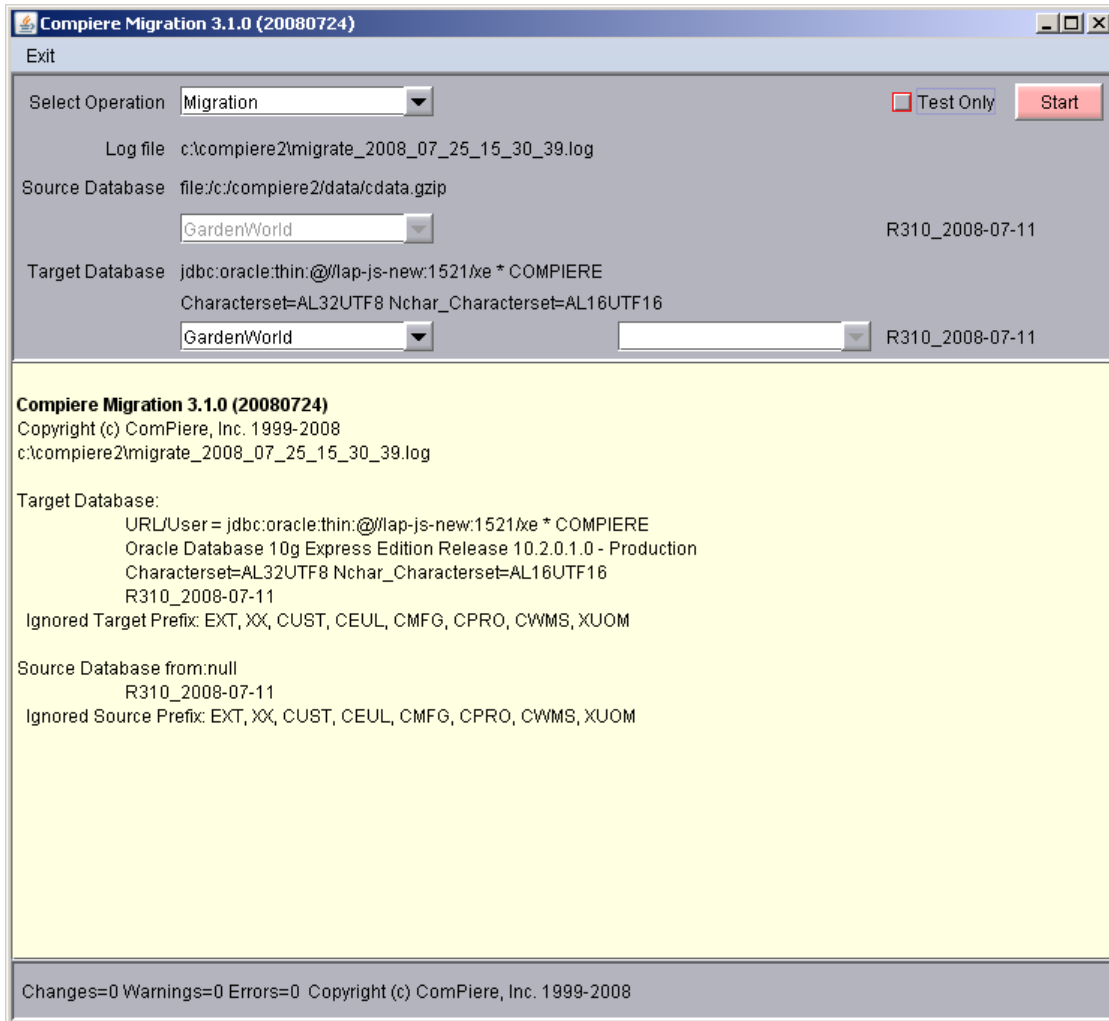 Compiere Migration 3.1.0 (20080724)
Exit
Select Operation Migration Test Only Start
Log file c:\compiere2\migrate_2008_07_25_15_30_39.log
Source Database file:/c:/compiere2/data/cdata.gzip
GardenWorld R310_2008-07-11
Target Database jdbc:oracle:thin:@//lap-js-new:1521/xe * COMPIERE
Characterset=AL32UTF8 Nchar_Characterset=AL16UTF16
GardenWorld R310_2008-07-11
Compiere Migration 3.1.0 (20080724)
Copyright (c) ComPiere, Inc. 1999-2008
c:\compiere2\migrate_2008_07_25_15_30_39.log
Target Database:
URL/User = jdbc:oracle:thin:@//lap-js-new:1521/xe * COMPIERE
Oracle Database 10g Express Edition Release 10.2.0.1.0 - Production
Characterset=AL32UTF8 Nchar_Characterset=AL16UTF16
R310_2008-07-11
Ignored Target Prefix: EXT, XX, CUST, CEUL, CMFG, CPRO, CWMS, XUOM
Source Database from:null
R310_2008-07-11
Ignored Source Prefix: EXT, XX, CUST, CEUL, CMFG, CPRO, CWMS, XUOM
Changes=0 Warnings=0 Errors=0 Copyright (c) ComPiere, Inc. 1999-2008